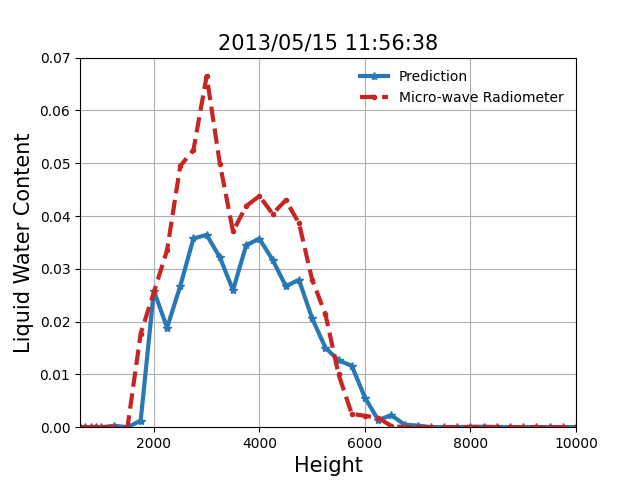 2013/05/15 11:56:38
Prediction
Micro-wave Radiometer
Liquid Water Content
0.07
0.06
0.05
0.04
0.03
0.02
0.01
0.00
2000 4000 6000 8000 10000
Height